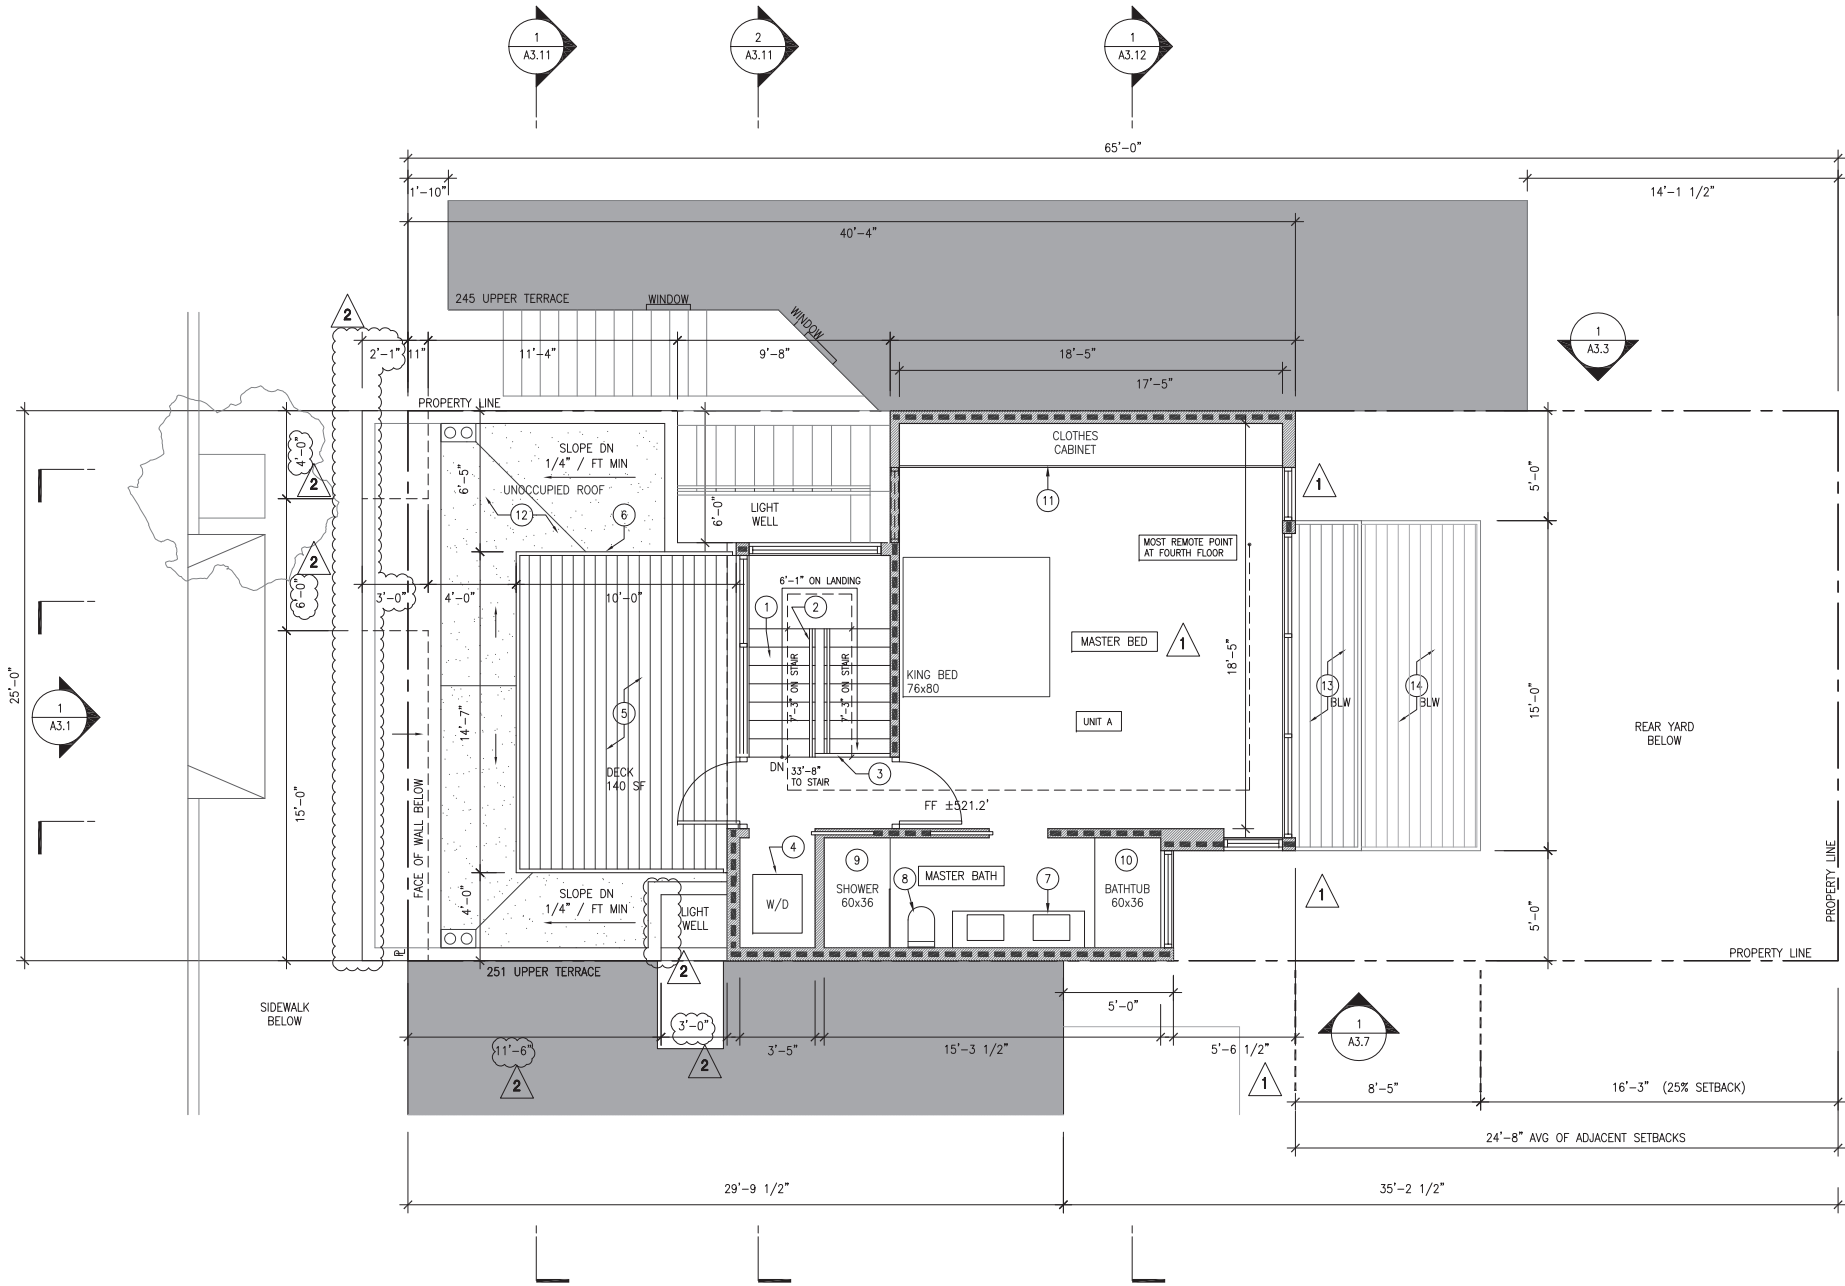 1
A3.11
2
A3.11
1
A3.12
65'-0"
1'-10"
14'-1 1/2"
40'-4"
245 UPPER TERRACE
WINDOW
WINDOW
2
1
A3.3
2'-1"
11"
11'-4"
9'-8"
18'-5"
17'-5"
PROPERTY LINE
CLOTHES
CABINET
SLOPE DN
1/4" / FT MIN
UNOCCUPIED ROOF
4'-0"
2
6'-5"
12
6
6'-0"
LIGHT
WELL
11
1
5'-0"
MOST REMOTE POINT
AT FOURTH FLOOR
2
6'-0"
3'-0"
4'-0"
10'-0"
6'-1" ON LANDING
1
2
MASTER BED
1
18'-5"
KING BED
76x80
7'-3" ON STAIR
7'-3" ON STAIR
25'-0"
1
A3.1
14'-7"
5
UNIT A
13
BLW
14
BLW
15'-0"
REAR YARD
BELOW
DECK
140 SF
DN
33'-8"
TO STAIR
3
FF ±521.2'
15'-0"
FACE OF WALL BELOW
4
9
SHOWER
60x36
8
MASTER BATH
7
10
BATHTUB
60x36
W/D
4'-0"
SLOPE DN
1/4" / FT MIN
LIGHT
WELL
1
5'-0"
PROPERTY LINE
PROPERTY LINE
PL
251 UPPER TERRACE
2
SIDEWALK
BELOW
5'-0"
11'-6"
2
3'-0"
2
3'-5"
15'-3 1/2"
5'-6 1/2"
1
A3.7
1
8'-5"
16'-3" (25% SETBACK)
24'-8" AVG OF ADJACENT SETBACKS
29'-9 1/2"
35'-2 1/2"